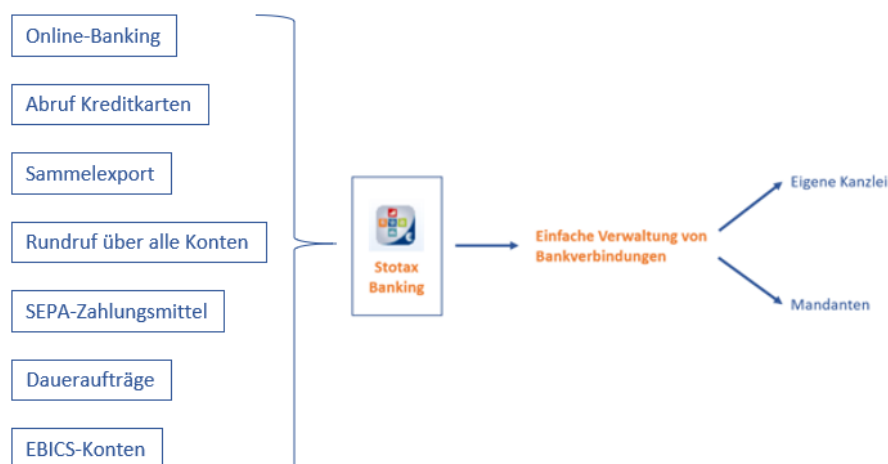 Online-Banking
Abruf Kreditkarten
Sammelexport
Rundruf über alle Konten
SEPA-Zahlungsmittel
Daueraufträge
EBICS-Konten
Stotax
Banking
Einfache Verwaltung von
Bankverbindungen
Eigene Kanzlei
Mandanten